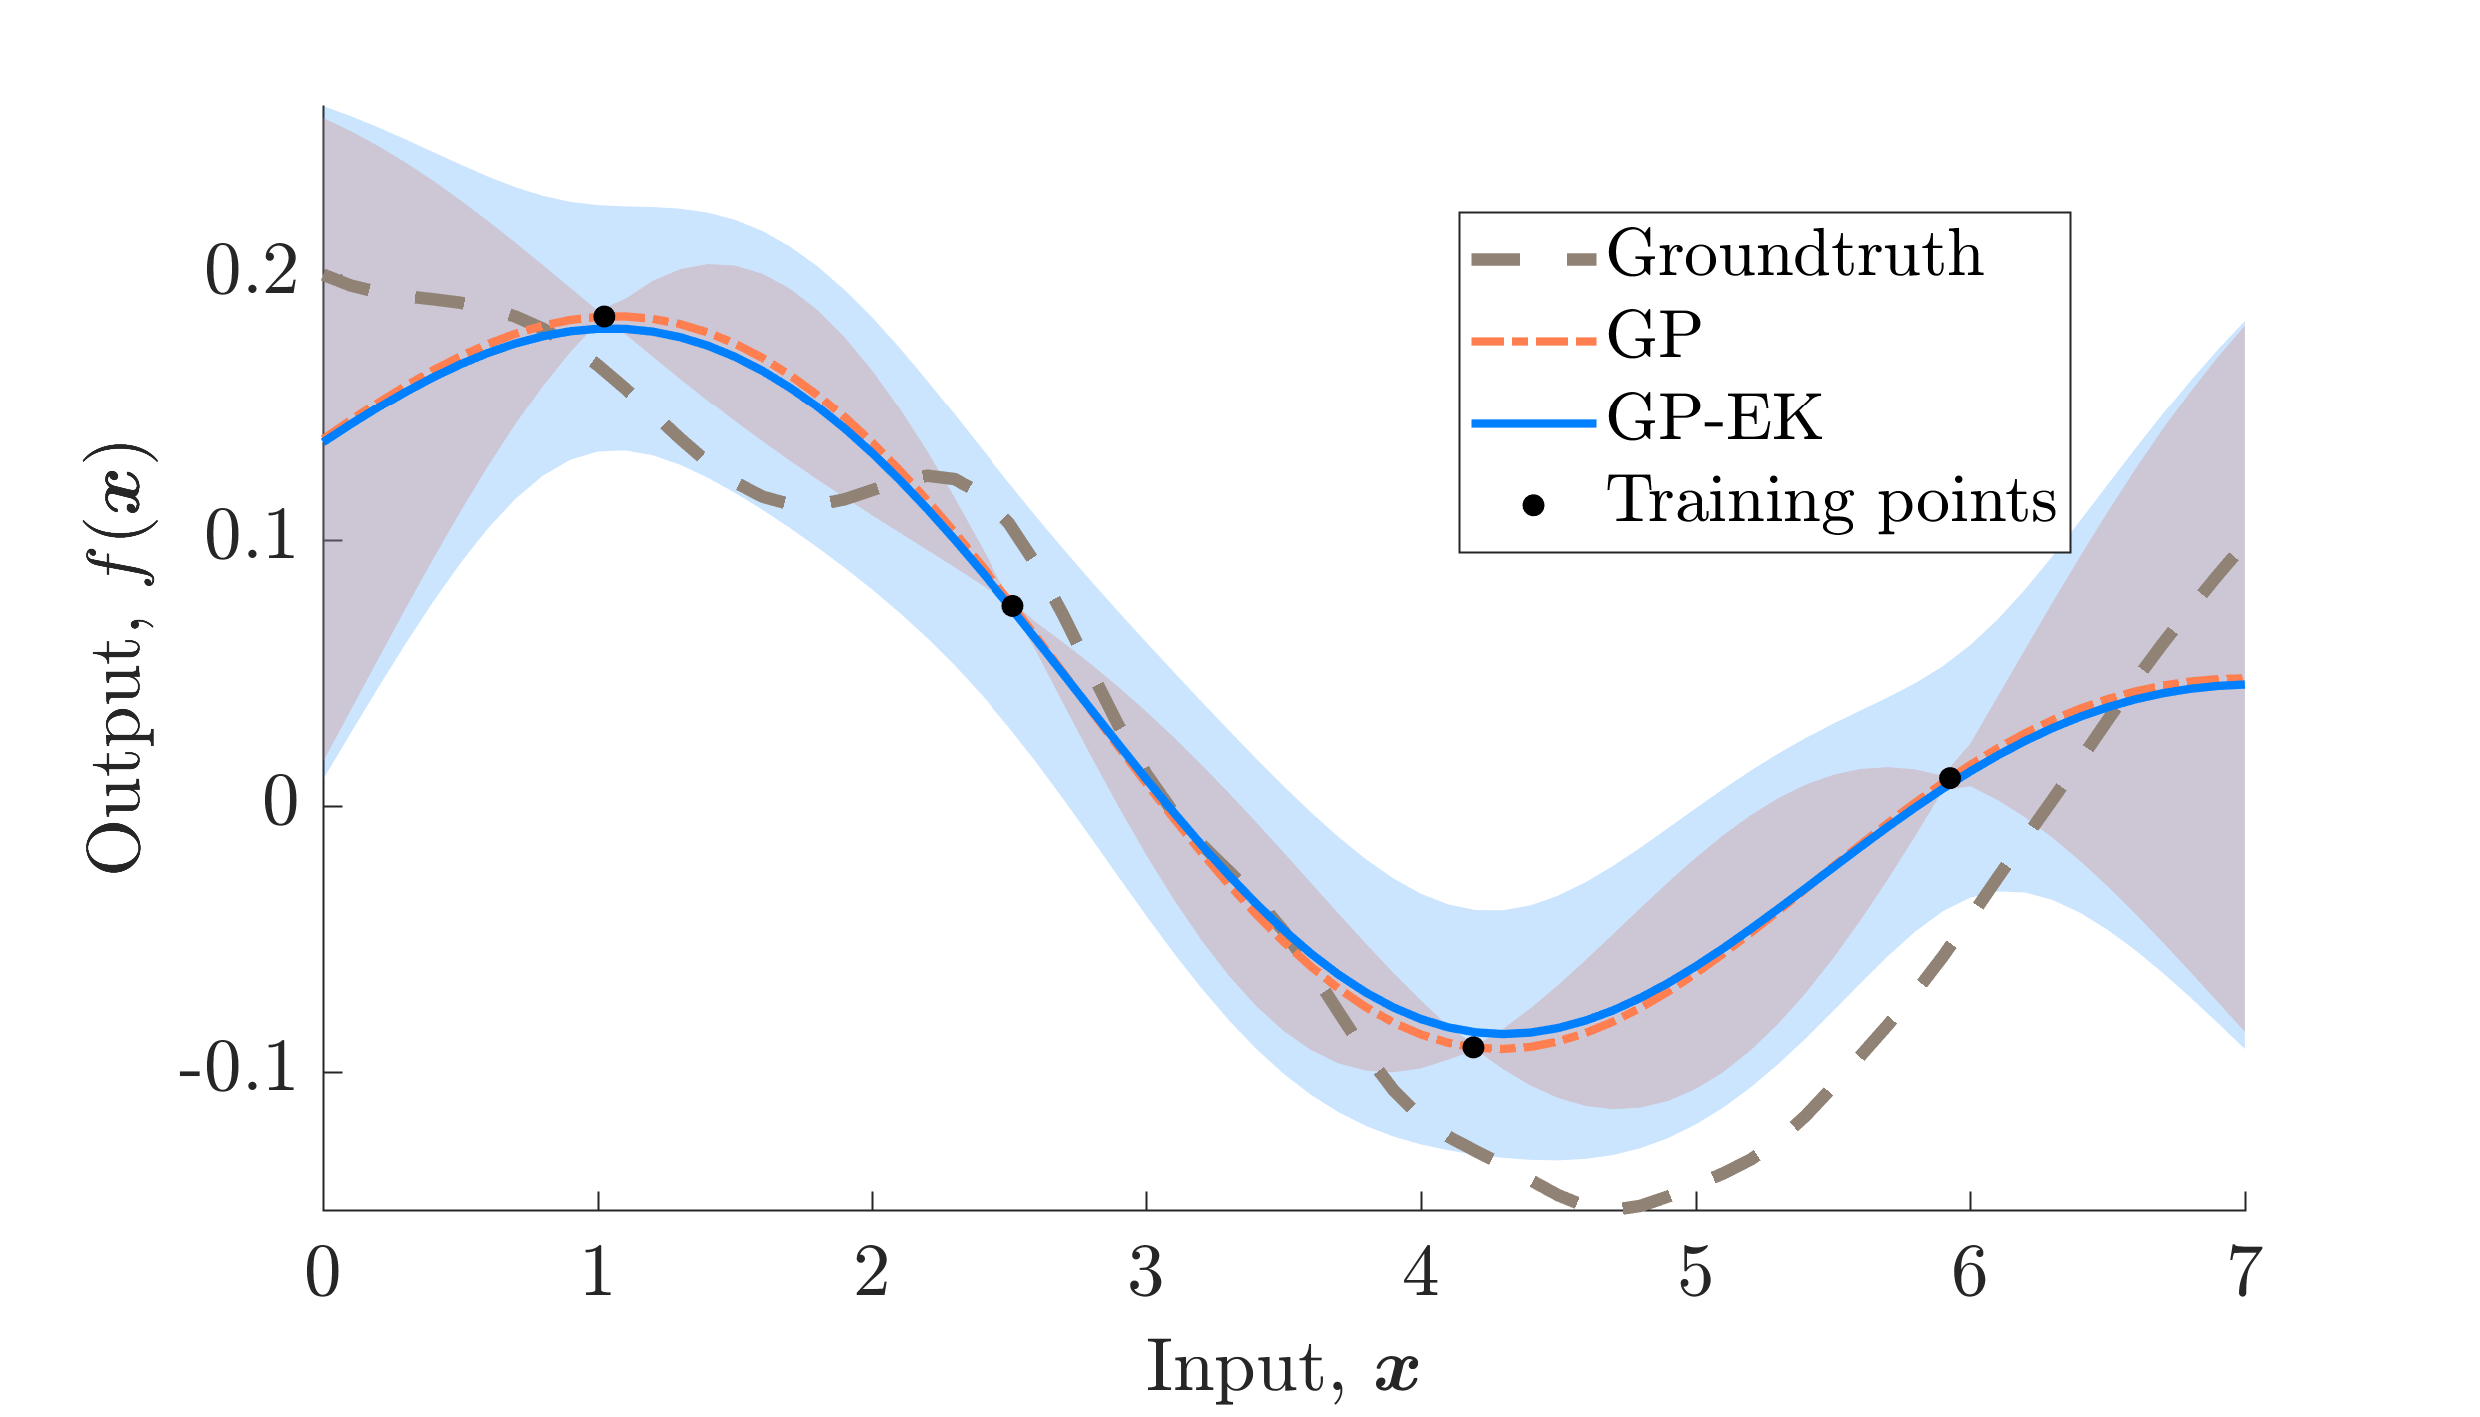 0.2
0.1
0
-0.1
Output, f(x)
0 1 2 3 4 5 6 7
Input, x
Groundtruth
GP
GP-EK
Training points